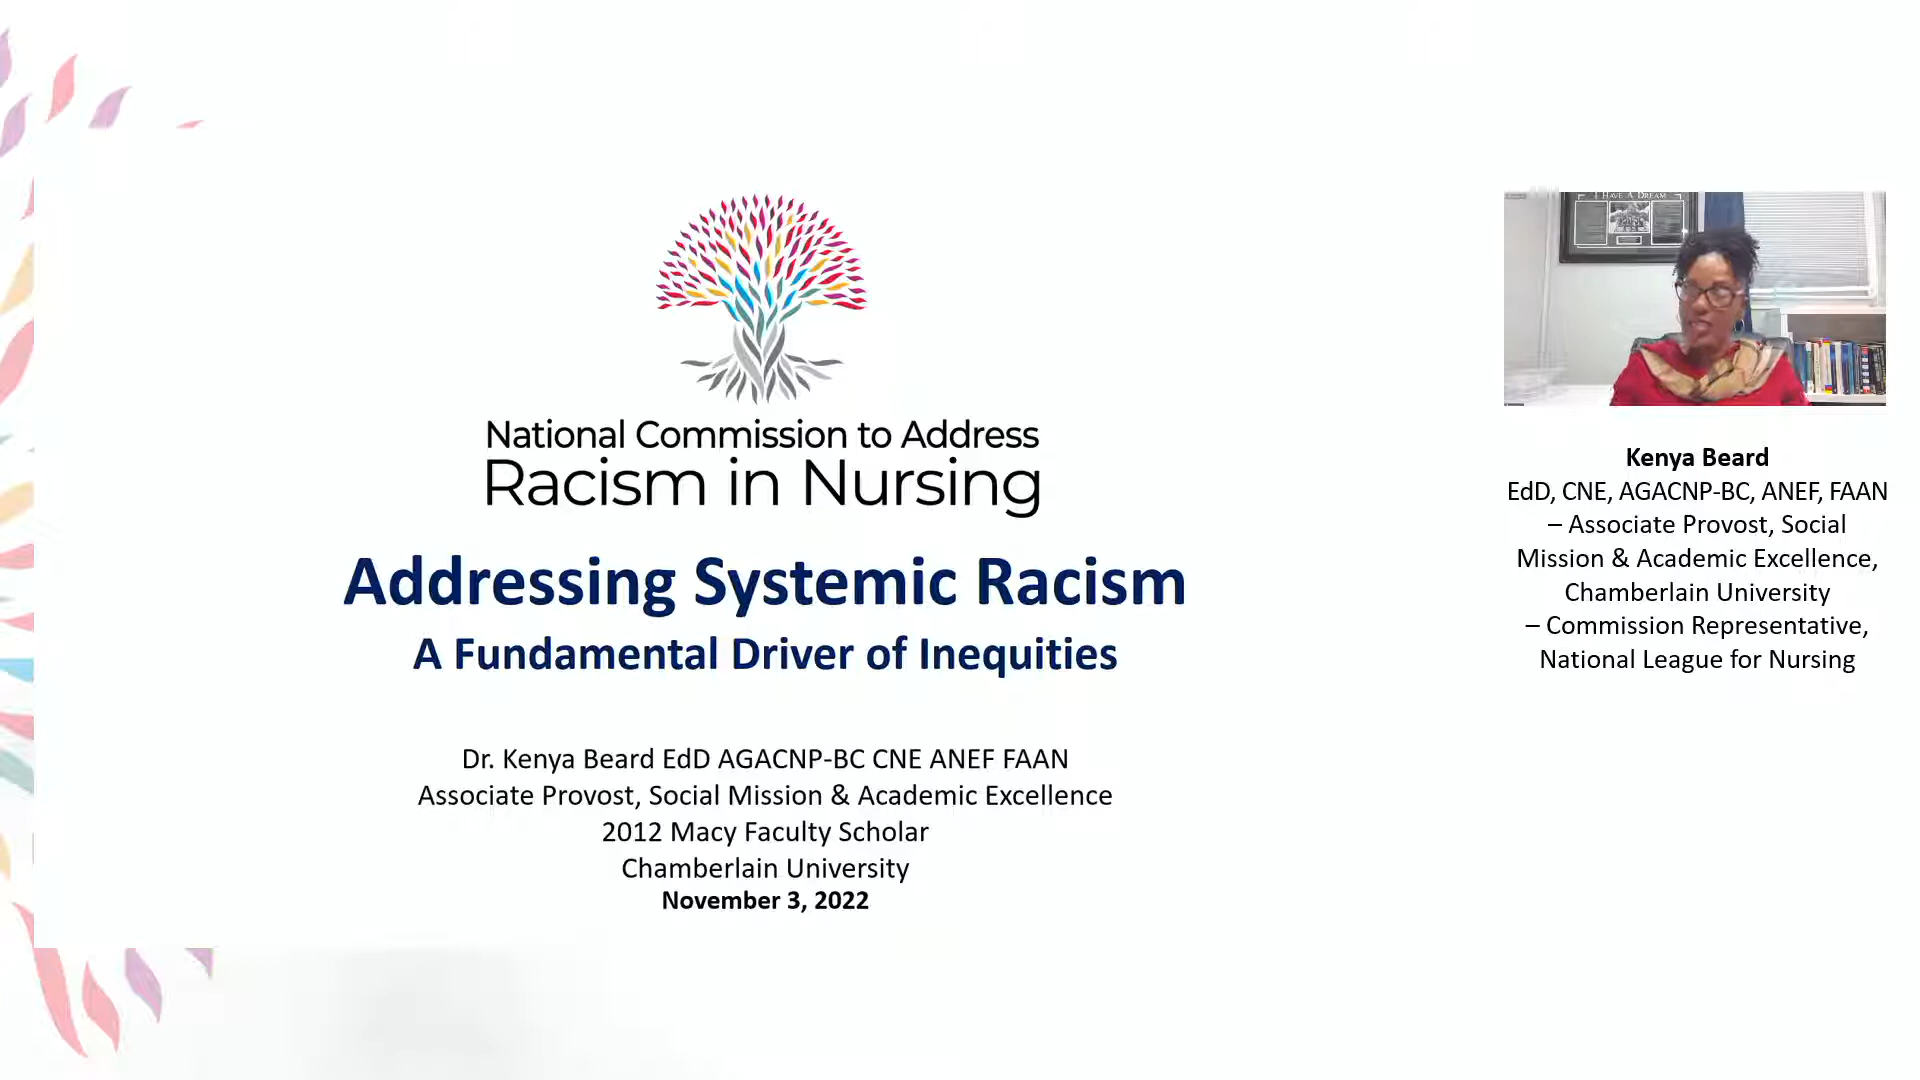 National Commission to Address
Racism in Nursing
Addressing Systemic Racism
A Fundamental Driver of Inequities
Dr. Kenya Beard EdD AGACNP-BC CNE ANEF FAAN
Associate Provost, Social Mission & Academic Excellence
2012 Macy Faculty Scholar
Chamberlain University
November 3, 2022
I HAVE A DREAM
Kenya Beard
EdD, CNE, AGACNP-BC, ANEF, FAAN
– Associate Provost, Social
Mission & Academic Excellence,
Chamberlain University
– Commission Representative,
National League for Nursing